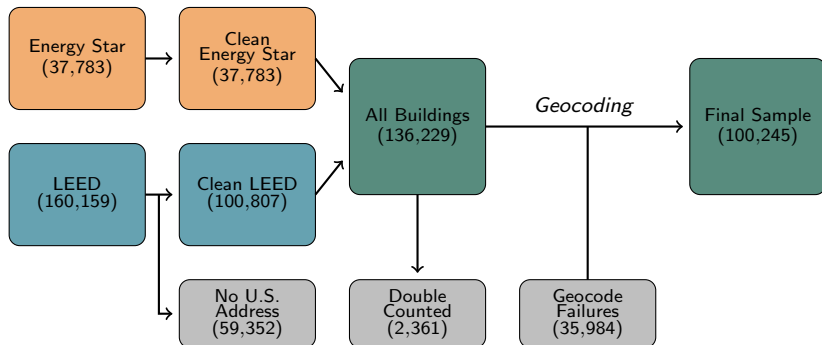 Energy Star
(37,783)
Clean
Energy Star
(37,783)
All Buildings
(136,229)
Geocoding
Final Sample
(100,245)
LEED
(160,159)
Clean LEED
(100,807)
No U.S.
Address
(59,352)
Double
Counted
(2,361)
Geocode
Failures
(35,984)